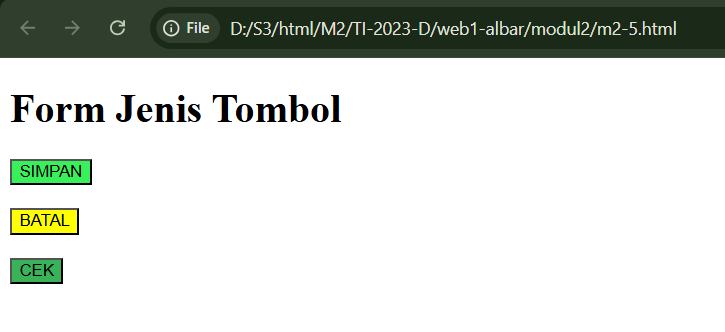 File D:/S3/html/M2/TI-2023-D/web1-albar/modul2/m2-5.html
Form Jenis Tombol
SIMPAN
BATAL
CEK